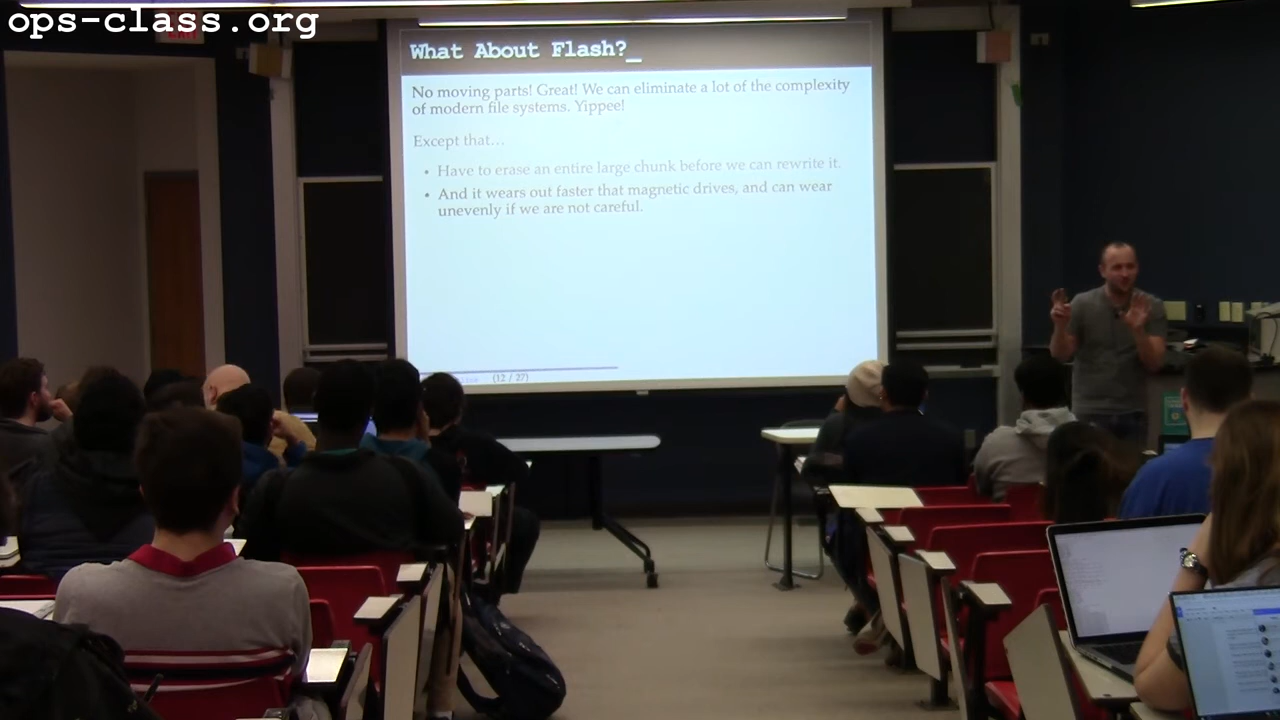 ops-class.org
EXIT
What About Flash?_
No moving parts! Great! We can eliminate a lot of the complexity
of modern file systems. Yippee!
Except that…
• Have to erase an entire large chunk before we can rewrite it.
• And it wears out faster that magnetic drives, and can wear
unevenly if we are not careful.
(12 / 27)